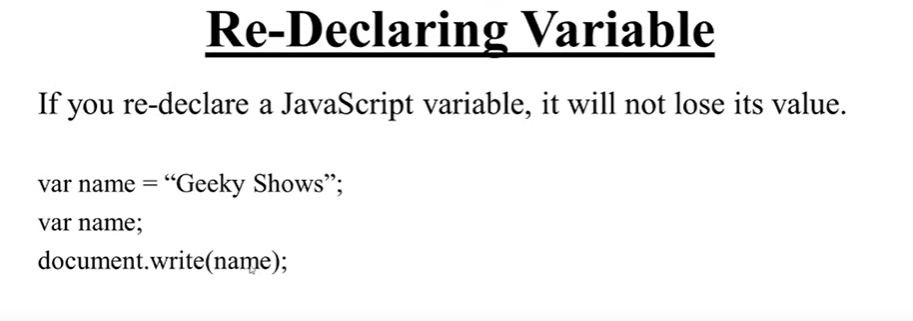 Re-Declaring Variable
If you re-declare a JavaScript variable, it will not lose its value.
var name = “Geeky Shows”;
var name;
document.write(name);